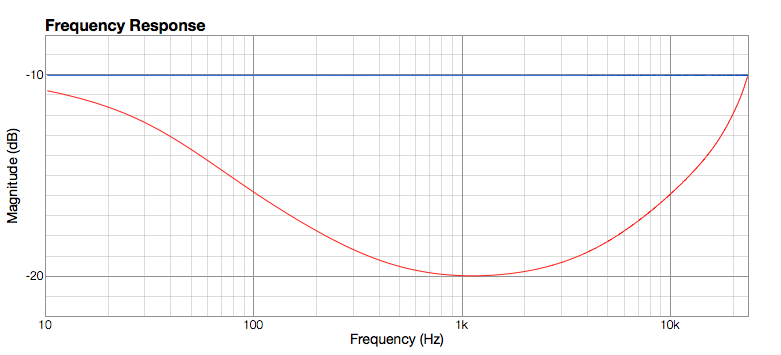 Frequency Response
-10
-20
Magnitude (dB)
10
100
1k
10k
Frequency (Hz)